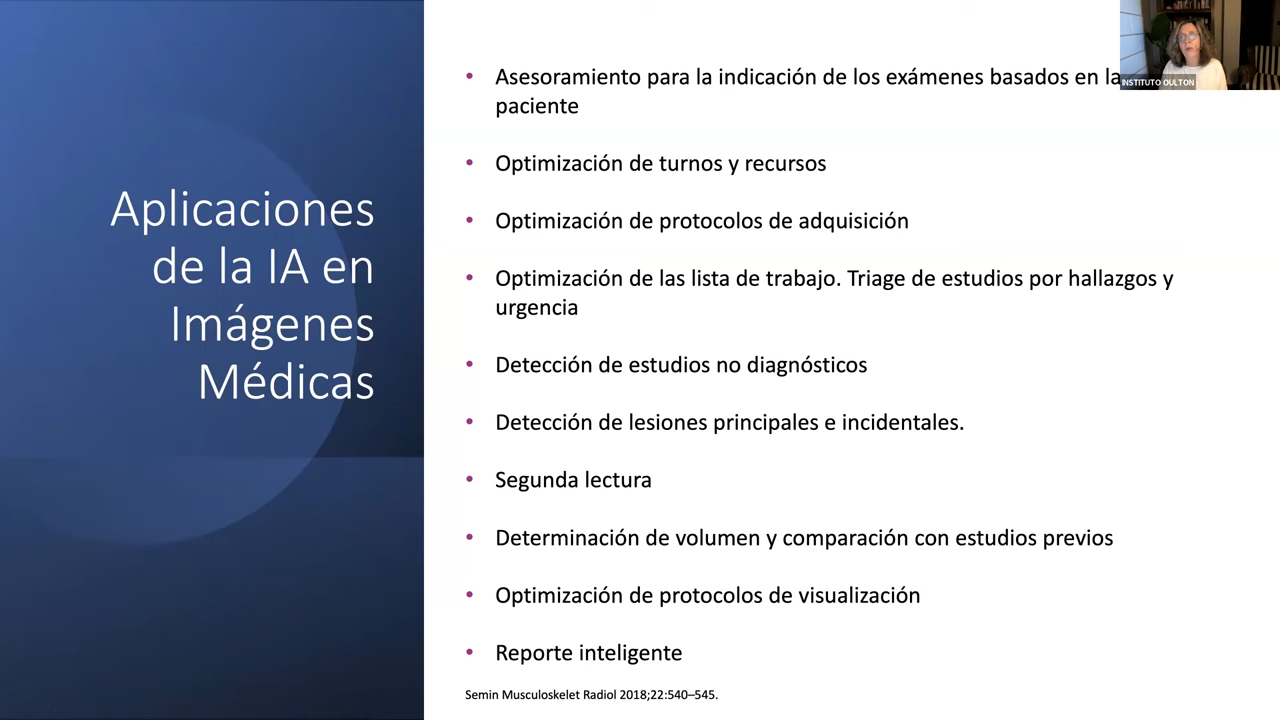 Aplicaciones
de la IA en
Imágenes
Médicas
• Asesoramiento para la indicación de los exámenes basados en la
paciente
• Optimización de turnos y recursos
• Optimización de protocolos de adquisición
• Optimización de las lista de trabajo. Triage de estudios por hallazgos y
urgencia
• Detección de estudios no diagnósticos
• Detección de lesiones principales e incidentales.
• Segunda lectura
• Determinación de volumen y comparación con estudios previos
• Optimización de protocolos de visualización
• Reporte inteligente
Semin Musculoskelet Radiol 2018;22:540–545.
INSTITUTO OULTON